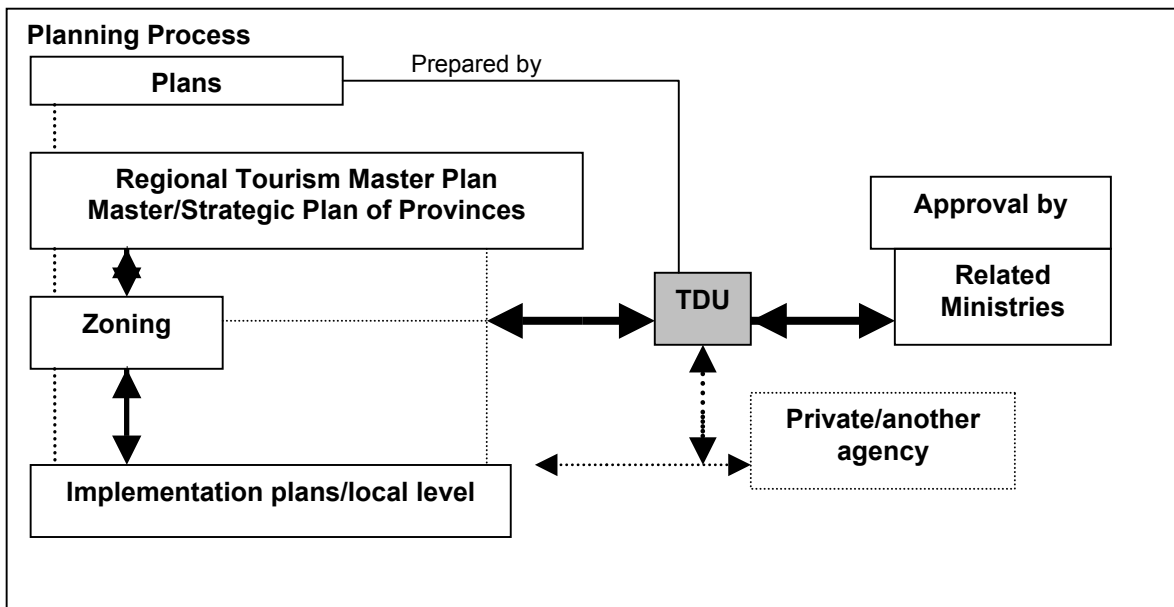 Planning Process
Plans
Prepared by
Regional Tourism Master Plan
Master/Strategic Plan of Provinces
Approval by
Related
Ministries
Zoning
TDU
Private/another
agency
Implementation plans/local level